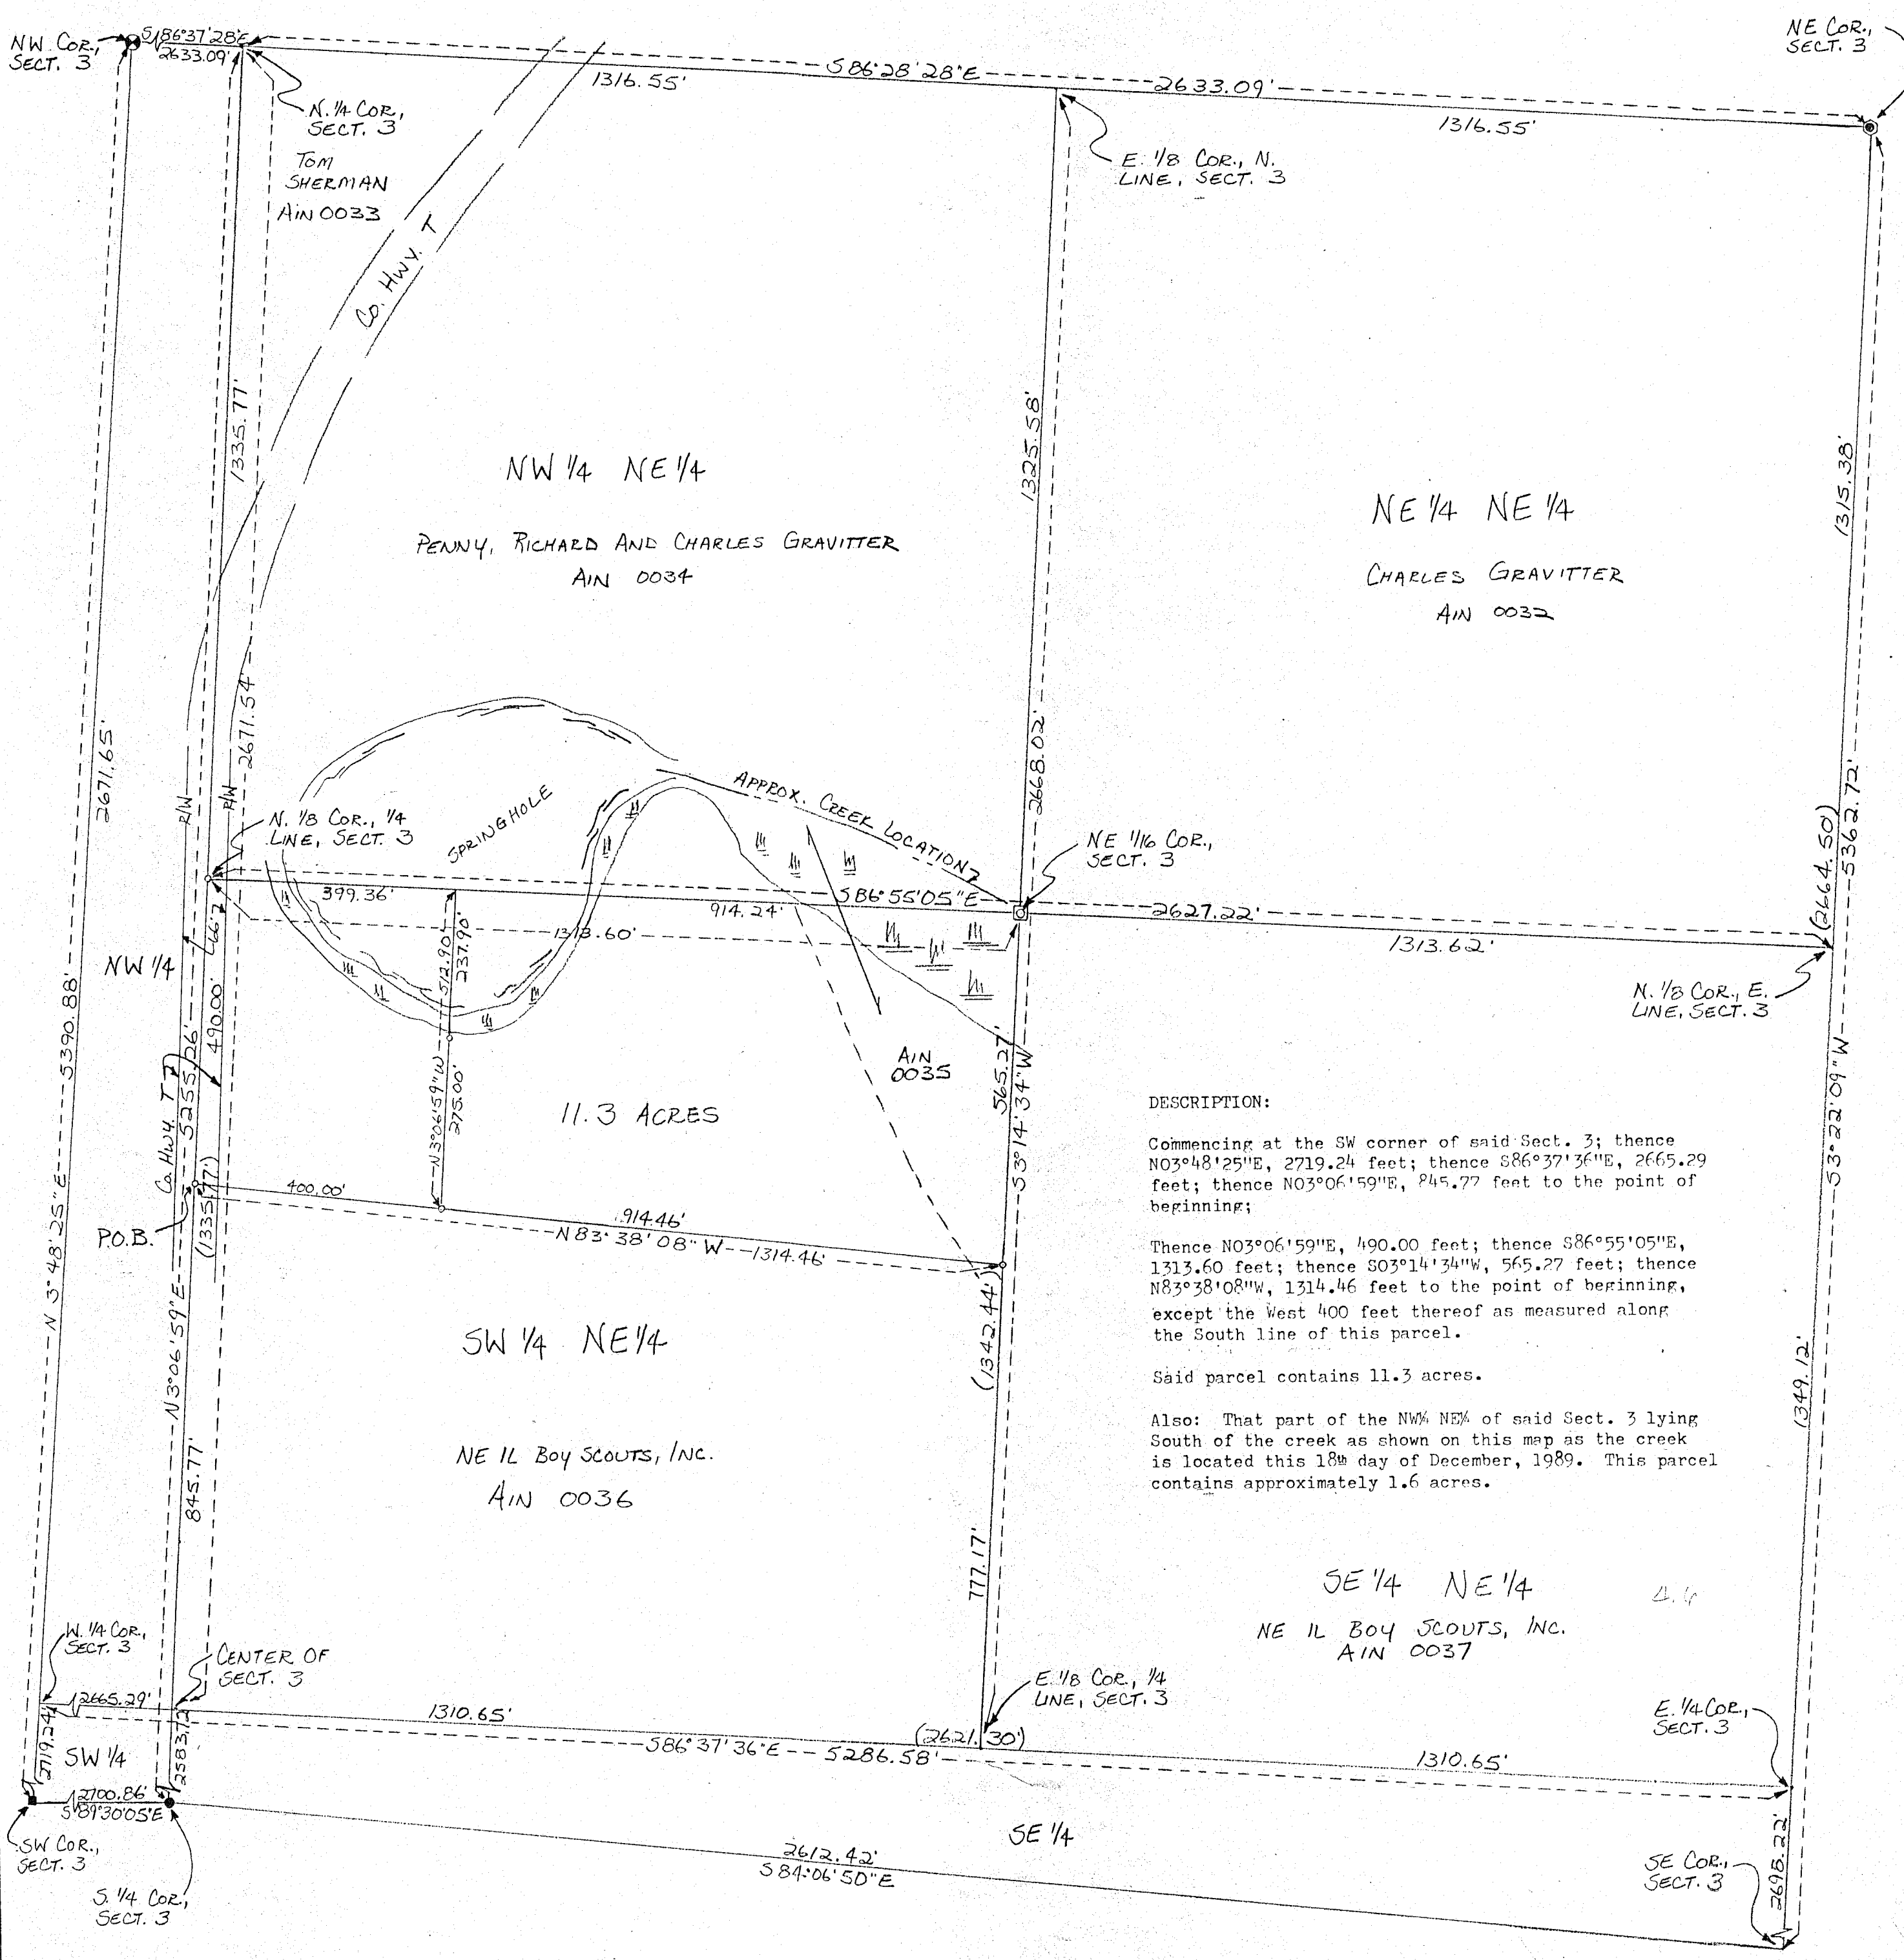 NW COR.,
SECT. 3
S86°37'28"E
2633.09'
1316.55'
S86°28'28"E
2633.09'
1316.55'
NE COR.,
SECT. 3
N. 1/4 COR.,
SECT. 3
TOM
SHERMAN
AIN 0033
E. 1/8 COR., N.
LINE, SECT. 3
CO. HWY. T
1335.77'
1325.58'
1315.38'
NW 1/4 NE 1/4
PENNY, RICHARD AND CHARLES GRAVITTER
AIN 0034
NE 1/4 NE 1/4
CHARLES GRAVITTER
AIN 0032
2671.65'
2671.54'
2668.02'
(2664.50)
5362.72'
R/W
R/W
N. 1/8 COR., 1/4
LINE, SECT. 3
SPRINGHOLE
APPROX. CREEK LOCATION
NE 1/16 COR.,
SECT. 3
399.36'
914.24'
S86°55'05"E
2627.22'
1313.60'
1313.62'
N. 1/8 COR., E.
LINE, SECT. 3
NW 1/4
5390.88'
5255.26'
490.00'
512.90'
237.90'
N3°06'59"W
275.00'
CO. HWY. T
11.3 ACRES
AIN
0035
565.27'
S3°14'34"W
S3°22'09"W
400.00'
914.46'
N83°38'08"W
1314.46'
P.O.B.
(1335.77')
N3°48'25"E
N3°06'59"E
(1342.44')
1349.12'
DESCRIPTION:
Commencing at the SW corner of said Sect. 3; thence
N03°48'25"E, 2719.24 feet; thence S86°37'36"E, 2665.29
feet; thence N03°06'59"E, 845.77 feet to the point of
beginning;
Thence N03°06'59"E, 490.00 feet; thence S86°55'05"E,
1313.60 feet; thence S03°14'34"W, 565.27 feet; thence
N83°38'08"W, 1314.46 feet to the point of beginning,
except the West 400 feet thereof as measured along
the South line of this parcel.
Said parcel contains 11.3 acres.
Also: That part of the NW¼ NE¼ of said Sect. 3 lying
South of the creek as shown on this map as the creek
is located this 18th day of December, 1989. This parcel
contains approximately 1.6 acres.
SW 1/4 NE 1/4
NE IL BOY SCOUTS, INC.
AIN 0036
845.77'
777.17'
SE 1/4 NE 1/4
NE IL BOY SCOUTS, INC.
AIN 0037
W. 1/4 COR.,
SECT. 3
CENTER OF
SECT. 3
E. 1/8 COR., 1/4
LINE, SECT. 3
E. 1/4 COR.,
SECT. 3
2665.29'
1310.65'
(2621.30')
S86°37'36"E
5286.58'
1310.65'
2719.24'
SW 1/4
2700.86'
S89°30'05"E
SW COR.,
SECT. 3
S. 1/4 COR.,
SECT. 3
SE 1/4
2612.42'
S84°06'50"E
SE COR.,
SECT. 3
2698.22'